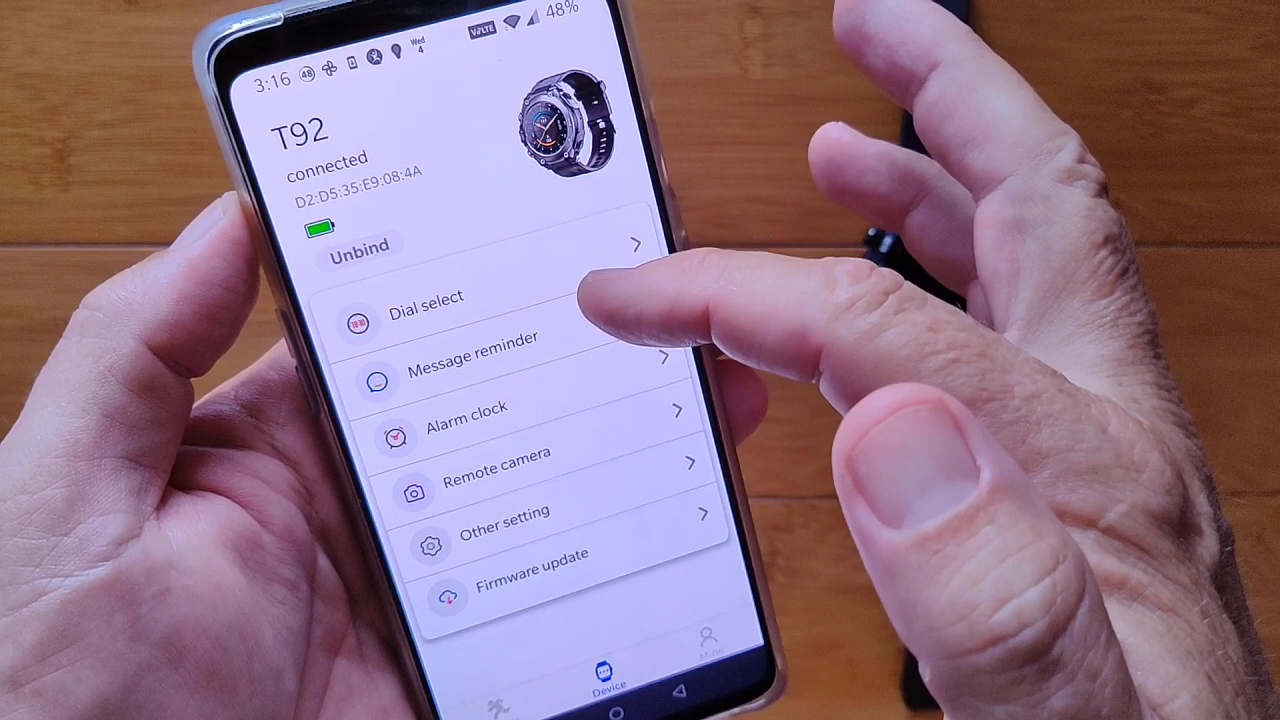 3:16 48 Wed 4 VoLTE 48%
T92
connected
D2:D5:35:E9:08:4A
Unbind
Dial select
Message reminder
Alarm clock
Remote camera
Other setting
Firmware update
Device
Mine